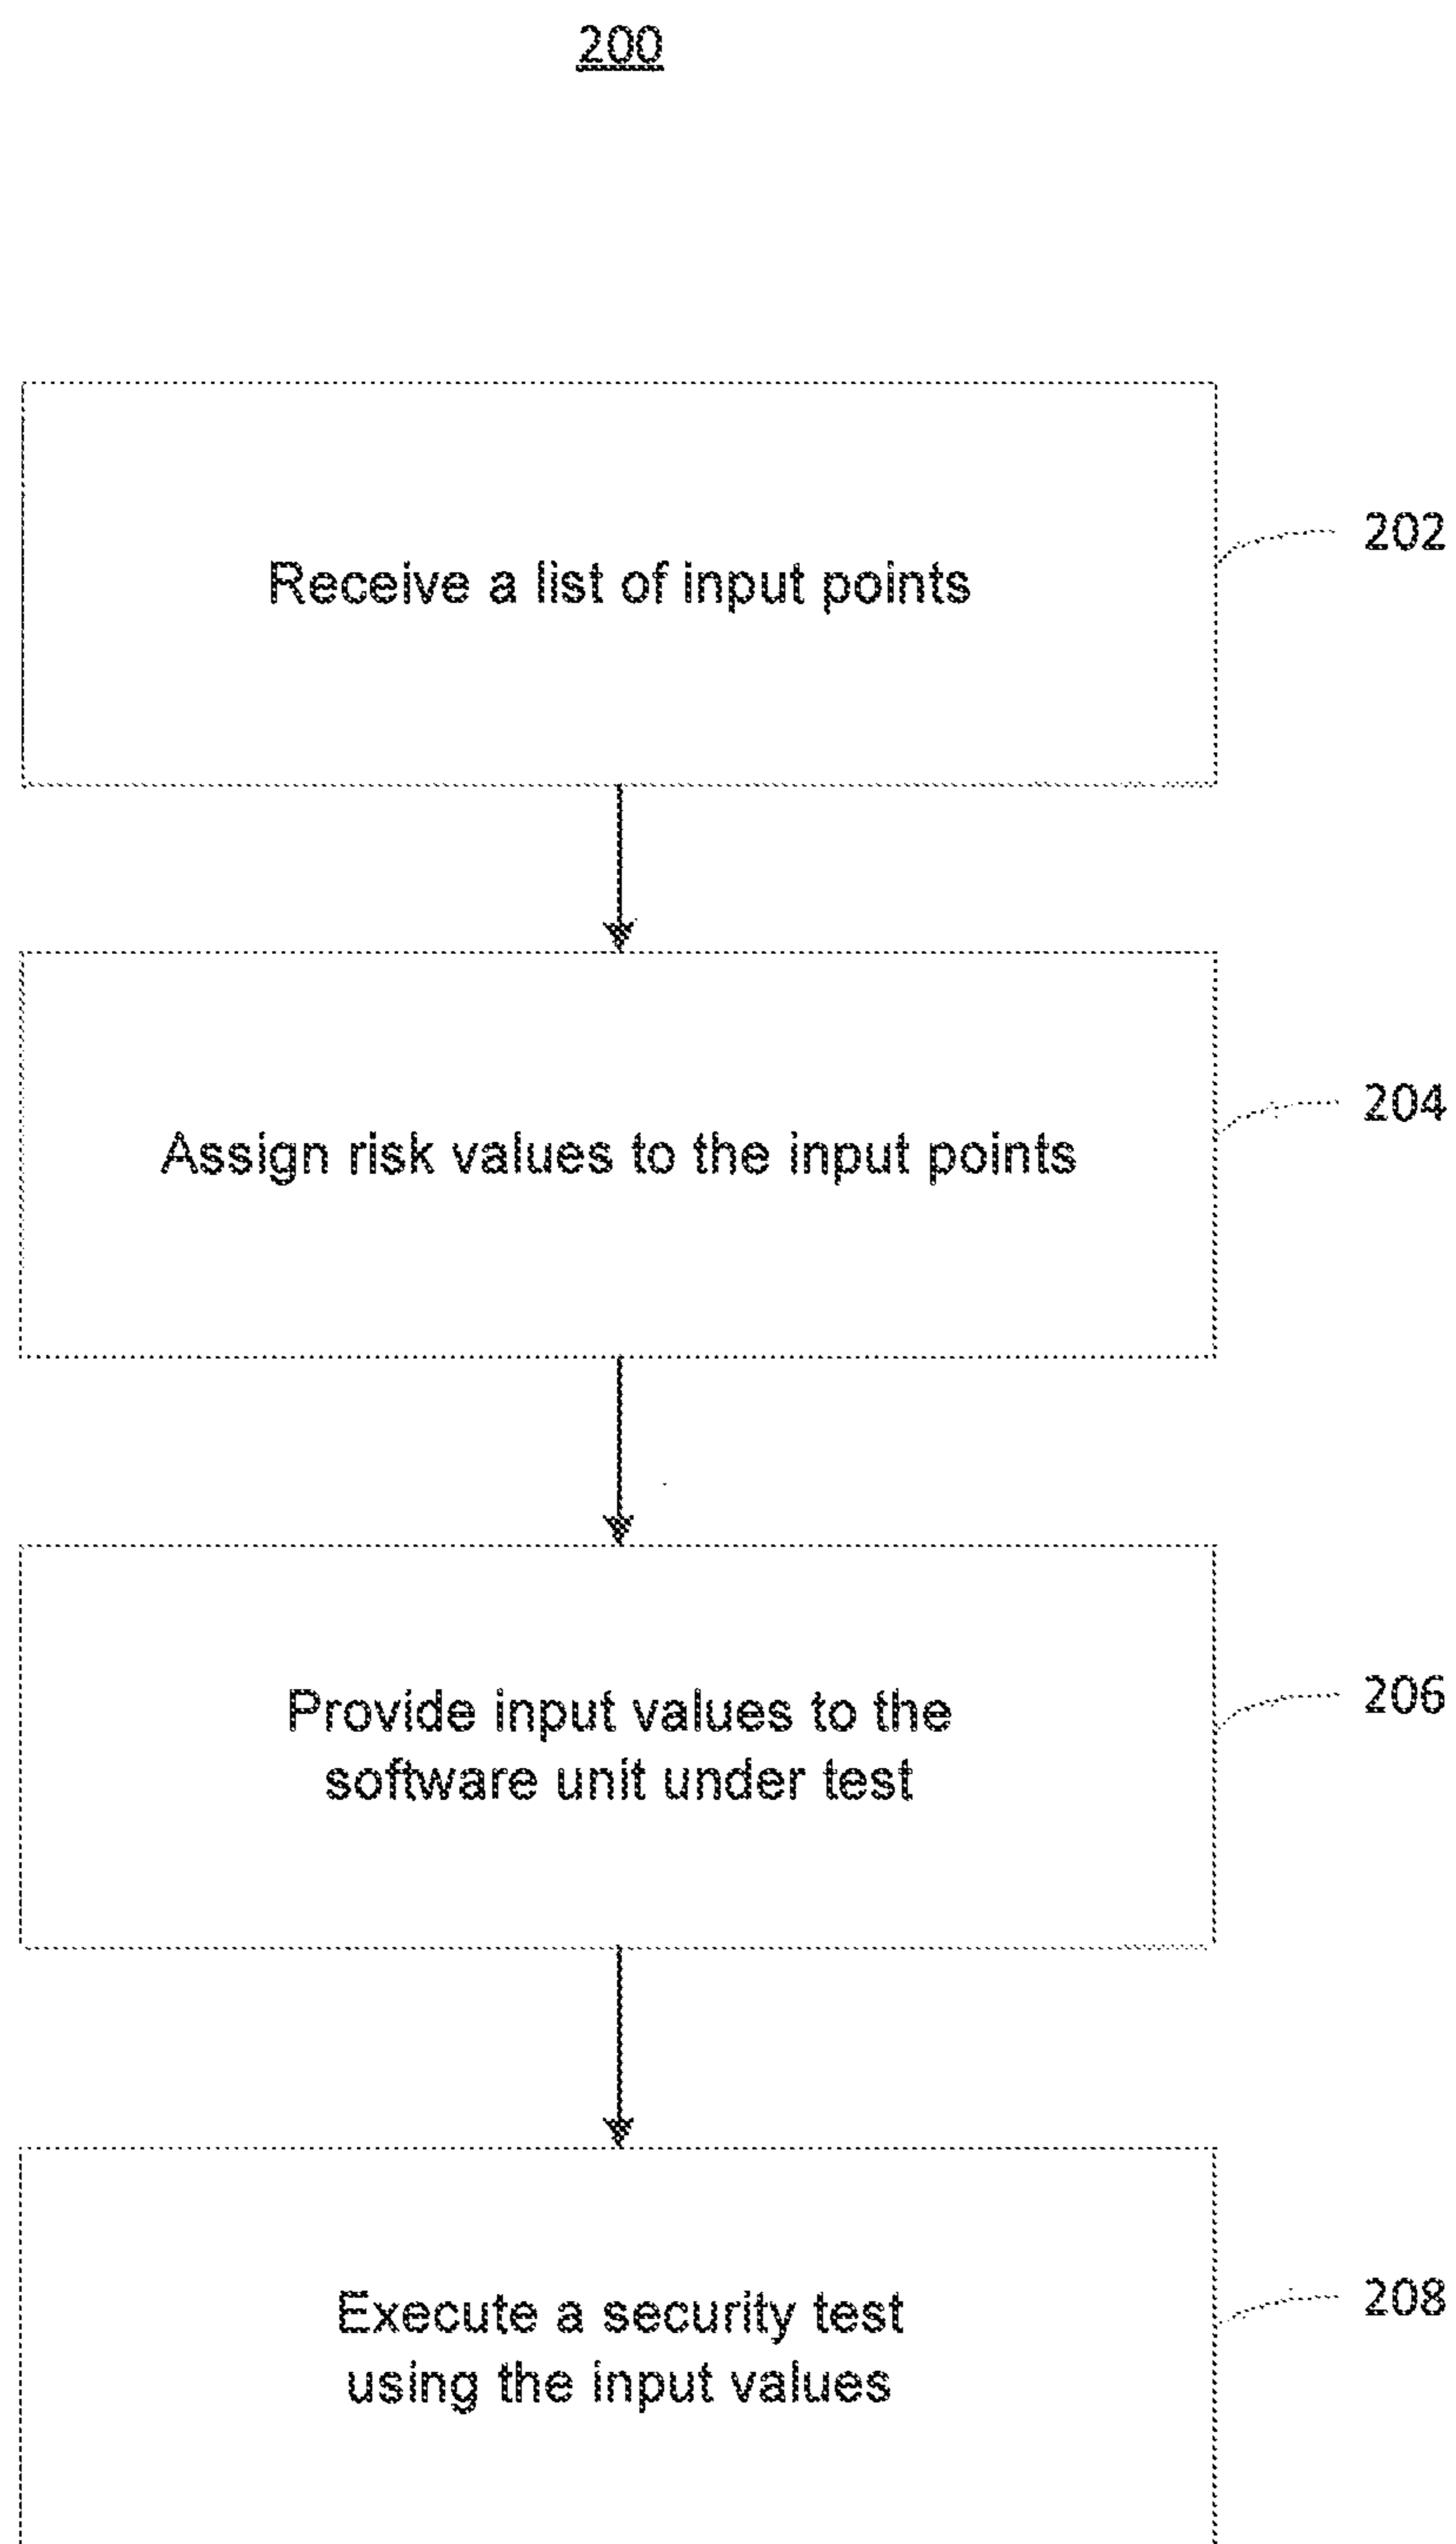 200
Receive a list of input points
202
Assign risk values to the input points
204
Provide input values to the
software unit under test
206
Execute a security test
using the input values
208